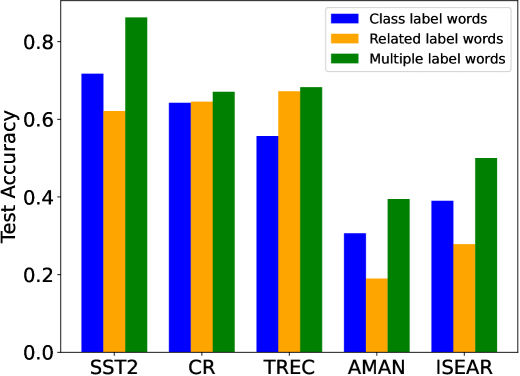 Class label words
Related label words
Multiple label words
Test Accuracy
0.8
0.6
0.4
0.2
0.0
SST2 CR TREC AMAN ISEAR